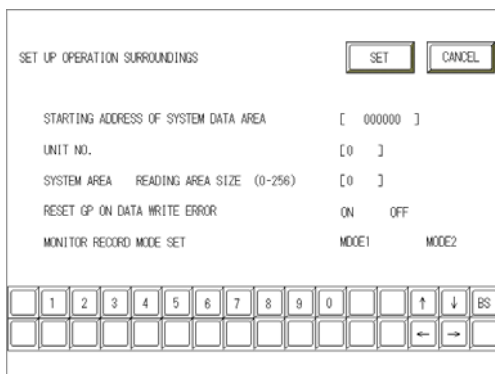 SET UP OPERATION SURROUNDINGS SET CANCEL
STARTING ADDRESS OF SYSTEM DATA AREA [ 000000 ]
UNIT NO. [0 ]
SYSTEM AREA READING AREA SIZE (0-256) [0 ]
RESET GP ON DATA WRITE ERROR ON OFF
MONITOR RECORD MODE SET MDOE1 MODE2
1 2 3 4 5 6 7 8 9 0 ↑ ↓ BS
← →